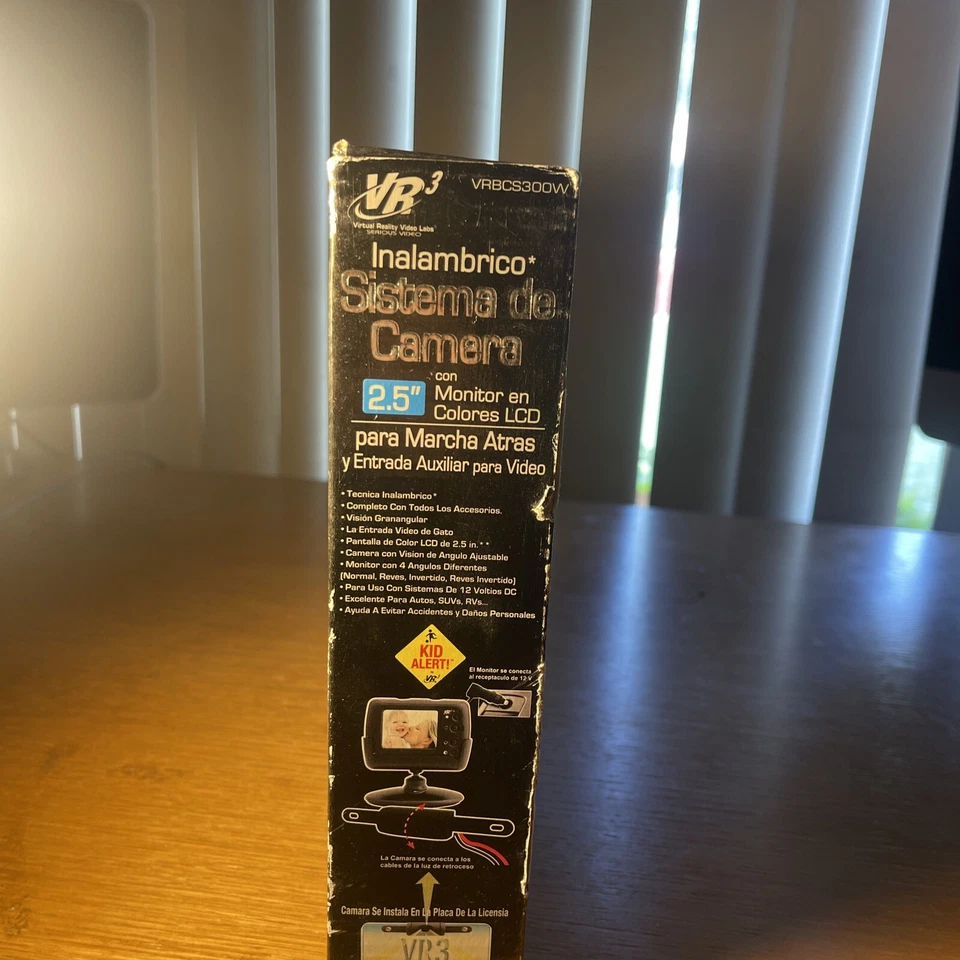 VR3
VRBCS300W
Virtual Reality Video Labs
SERIOUS VIDEO
Inalambrico*
Sistema de
Camera
con
2.5" Monitor en
Colores LCD
para Marcha Atras
y Entrada Auxiliar para Video
• Tecnica Inalambrico*
• Completo Con Todos Los Accesorios.
• Visión Granangular
• La Entrada Video de Gato
• Pantalla de Color LCD de 2.5 in.**
• Camera con Vision de Angulo Ajustable
• Monitor con 4 Angulos Diferentes
(Normal, Reves, Invertido, Reves Invertido)
• Para Uso Con Sistemas De 12 Voltios DC
• Excelente Para Autos, SUVs, RVs...
• Ayuda A Evitar Accidentes y Daños Personales
KID
ALERT!™
by
VR3
El Monitor se conecta
al receptaculo de 12 V
La Camara se conecta a los
cables de la luz de retroceso
Camara Se Instala En La Placa De La Licensia
VR3